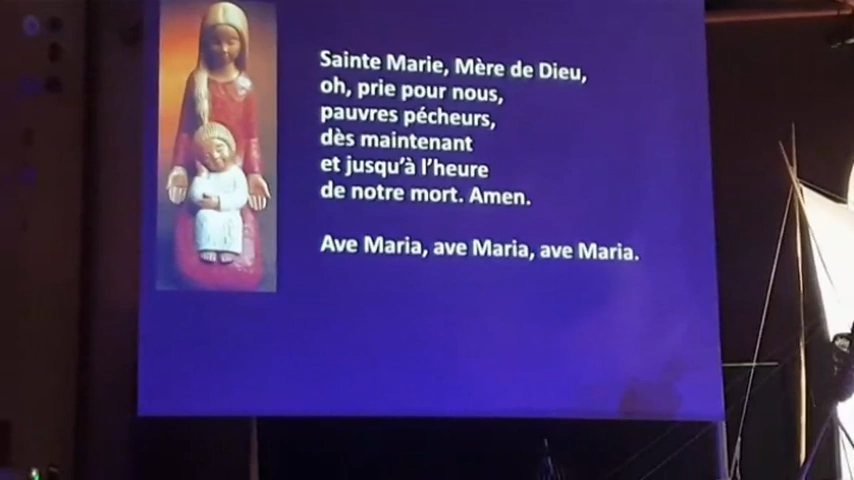 Sainte Marie, Mère de Dieu,
oh, prie pour nous,
pauvres pécheurs,
dès maintenant
et jusqu'à l'heure
de notre mort. Amen.
Ave Maria, ave Maria, ave Maria.